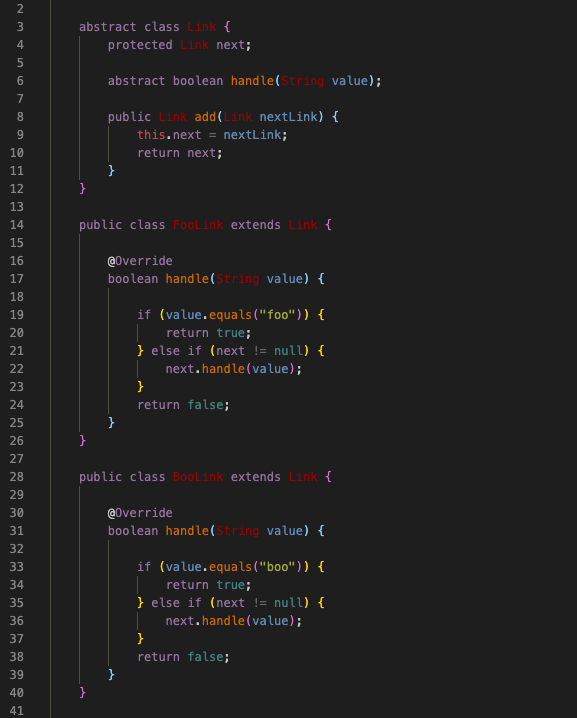 2
3 abstract class Link {
4 protected Link next;
5
6 abstract boolean handle(String value);
7
8 public Link add(Link nextLink) {
9 this.next = nextLink;
10 return next;
11 }
12 }
13
14 public class FooLink extends Link {
15
16 @Override
17 boolean handle(String value) {
18
19 if (value.equals("foo")) {
20 return true;
21 } else if (next != null) {
22 next.handle(value);
23 }
24 return false;
25 }
26 }
27
28 public class BooLink extends Link {
29
30 @Override
31 boolean handle(String value) {
32
33 if (value.equals("boo")) {
34 return true;
35 } else if (next != null) {
36 next.handle(value);
37 }
38 return false;
39 }
40 }
41